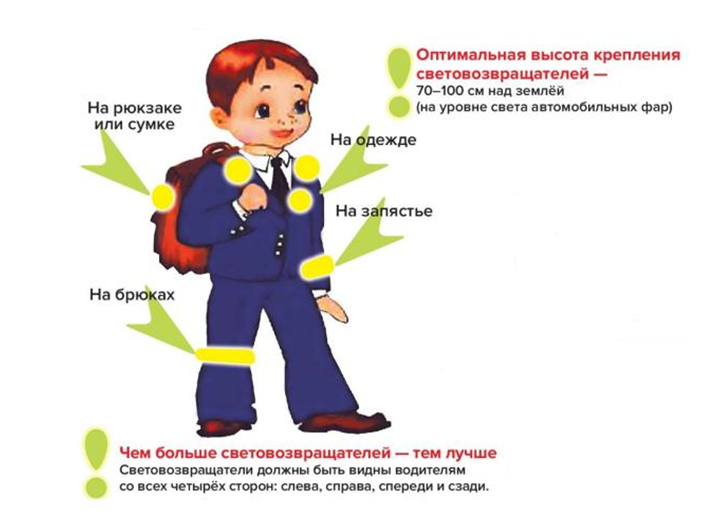 Оптимальная высота крепления
световозвращателей —
70–100 см над землёй
(на уровне света автомобильных фар)
На рюкзаке
или сумке
На одежде
На запястье
На брюках
Чем больше световозвращателей — тем лучше
Световозвращатели должны быть видны водителям
со всех четырёх сторон: слева, справа, спереди и сзади.